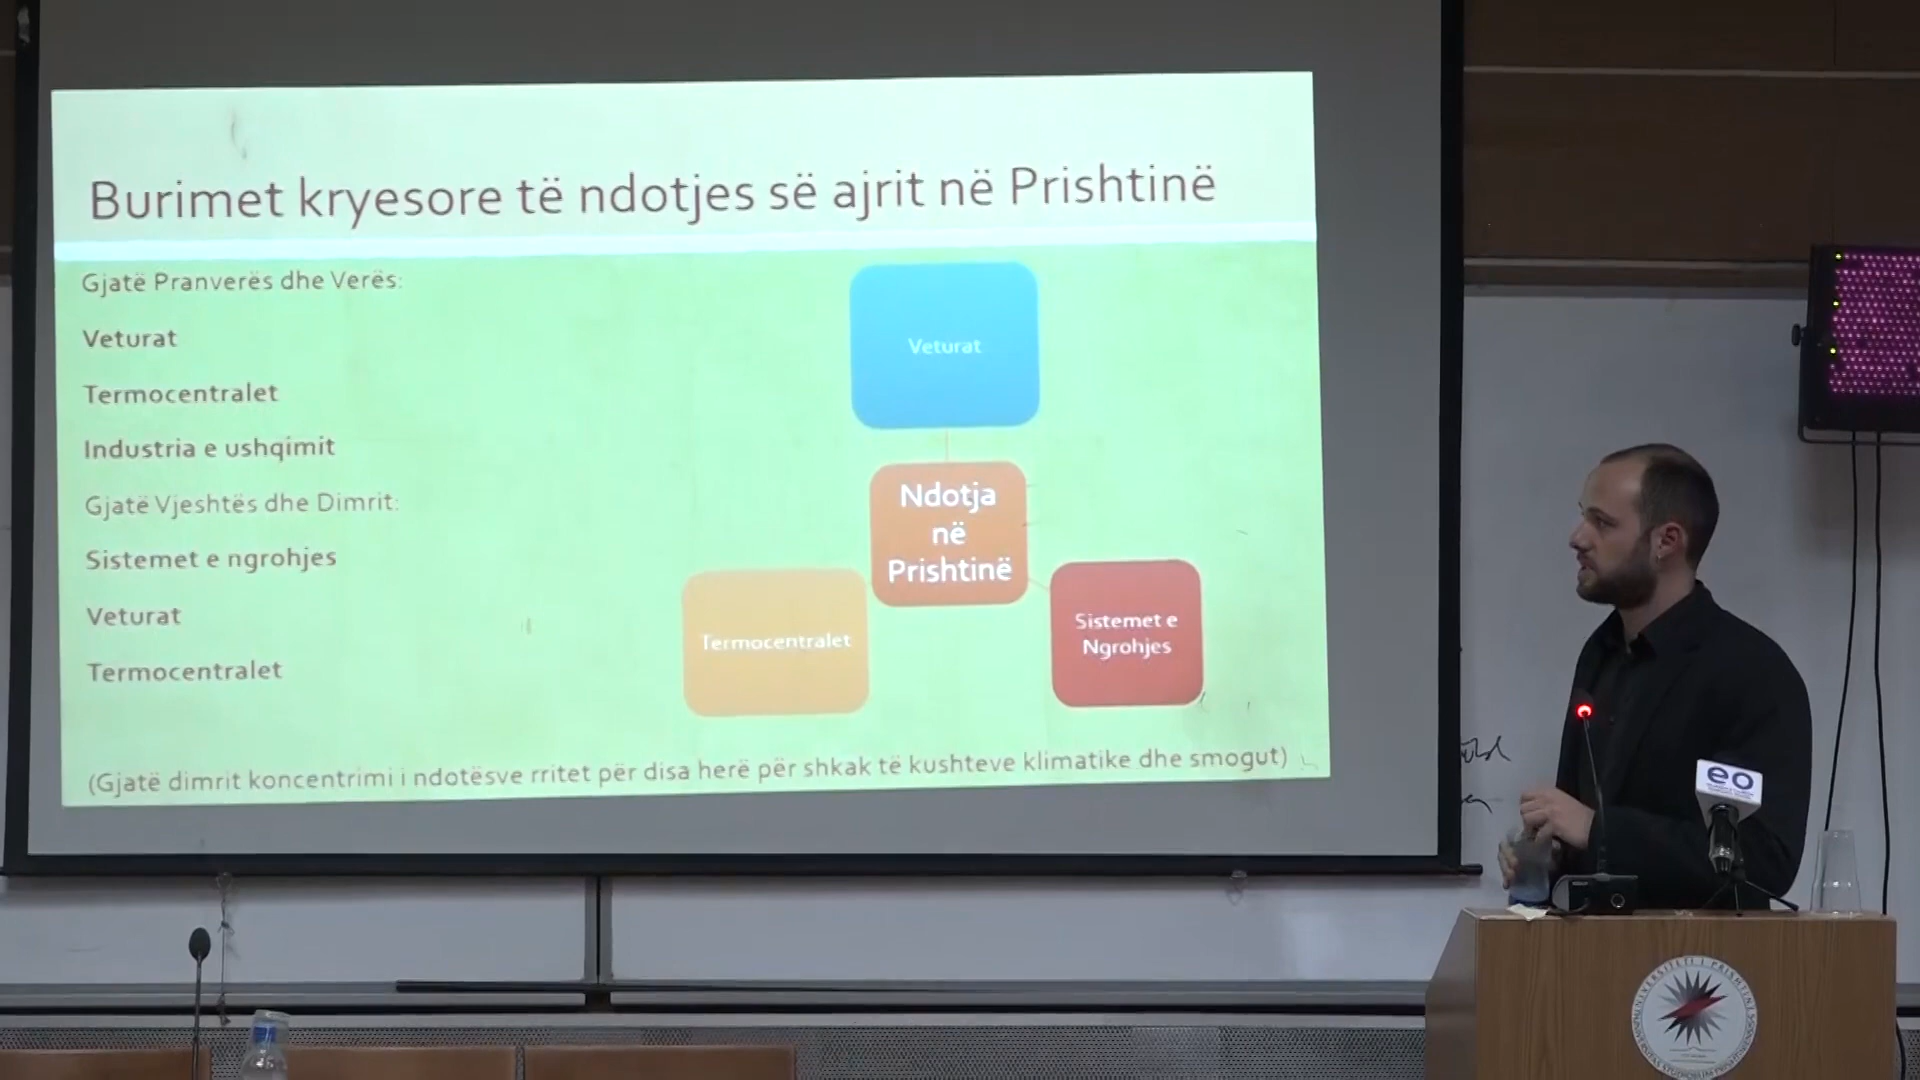 Burimet kryesore të ndotjes së ajrit në Prishtinë
Gjatë Pranverës dhe Verës:
Veturat
Termocentralet
Industria e ushqimit
Gjatë Vjeshtës dhe Dimrit:
Sistemet e ngrohjes
Veturat
Termocentralet
(Gjatë dimrit koncentrimi i ndotësve rritet për disa herë për shkak të kushteve klimatike dhe smogut)
Veturat
Ndotja
në
Prishtinë
Termocentralet
Sistemet e
Ngrohjes
eo